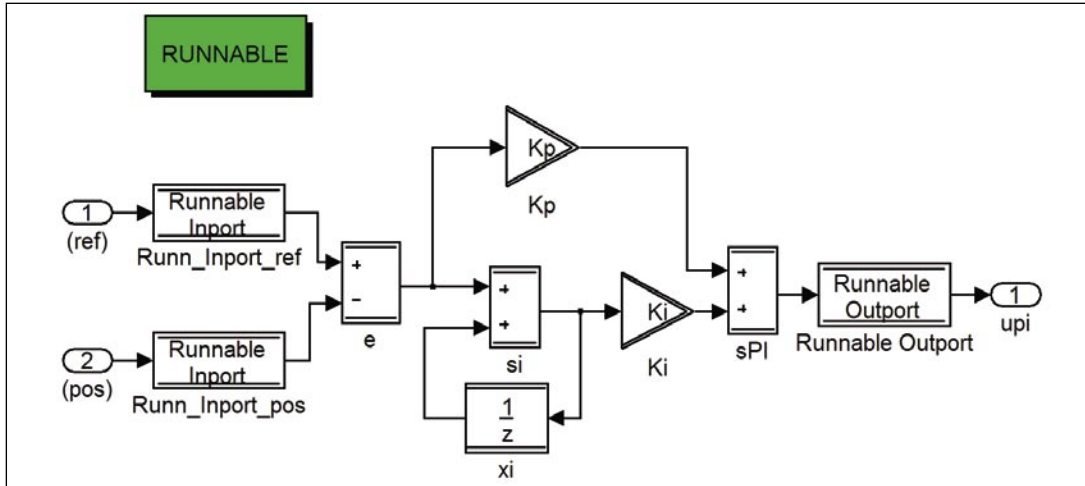 RUNNABLE
Kp
Kp
1
(ref)
Runnable
Inport
Runn_Inport_ref
2
(pos)
Runnable
Inport
Runn_Inport_pos
+
−
e
+
+
si
1
z
xi
Ki
Ki
+
+
sPI
Runnable
Outport
Runnable Outport
1
upi